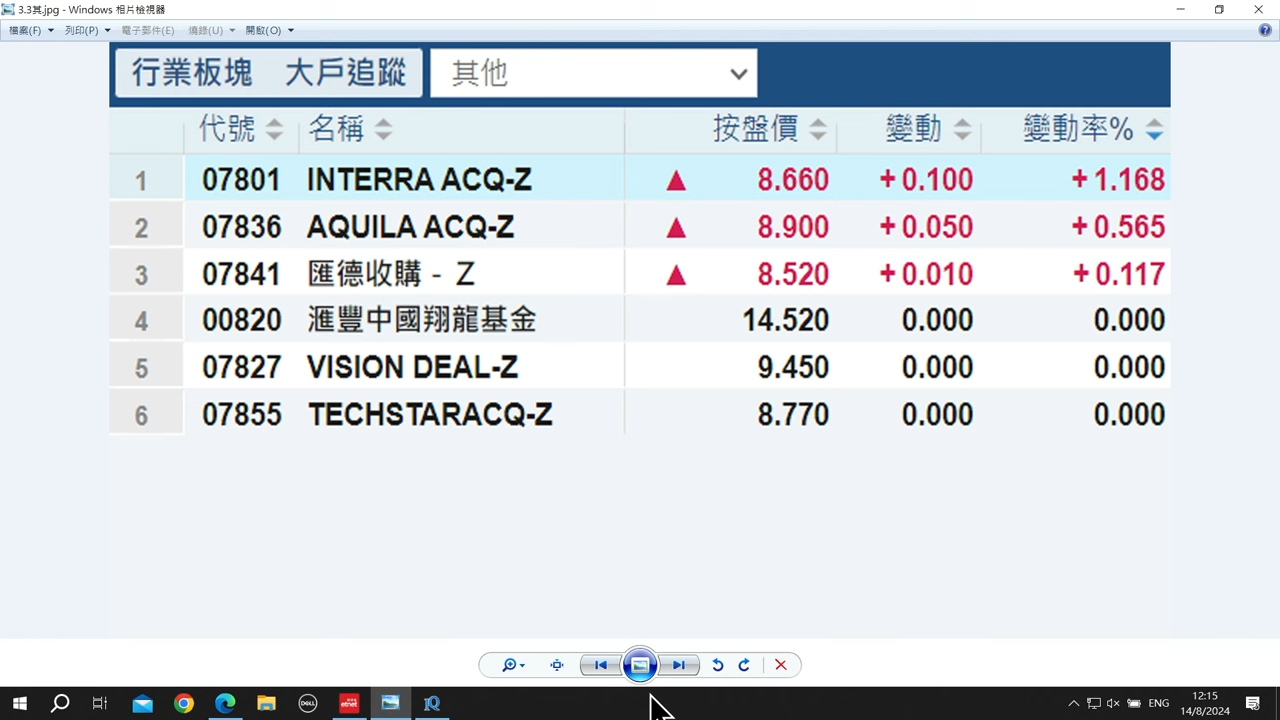 3.3其.jpg - Windows 相片檢視器
檔案(F) 列印(P) 電子郵件(E) 燒錄(U) 開啟(O)
行業板塊 大戶追蹤 其他
代號 名稱 按盤價 變動 變動率%
1 07801 INTERRA ACQ-Z ▲ 8.660 +0.100 +1.168
2 07836 AQUILA ACQ-Z ▲ 8.900 +0.050 +0.565
3 07841 匯德收購 - Z ▲ 8.520 +0.010 +0.117
4 00820 滙豐中國翔龍基金 14.520 0.000 0.000
5 07827 VISION DEAL-Z 9.450 0.000 0.000
6 07855 TECHSTARACQ-Z 8.770 0.000 0.000
DELL etnet IQ ENG 12:15
14/8/2024